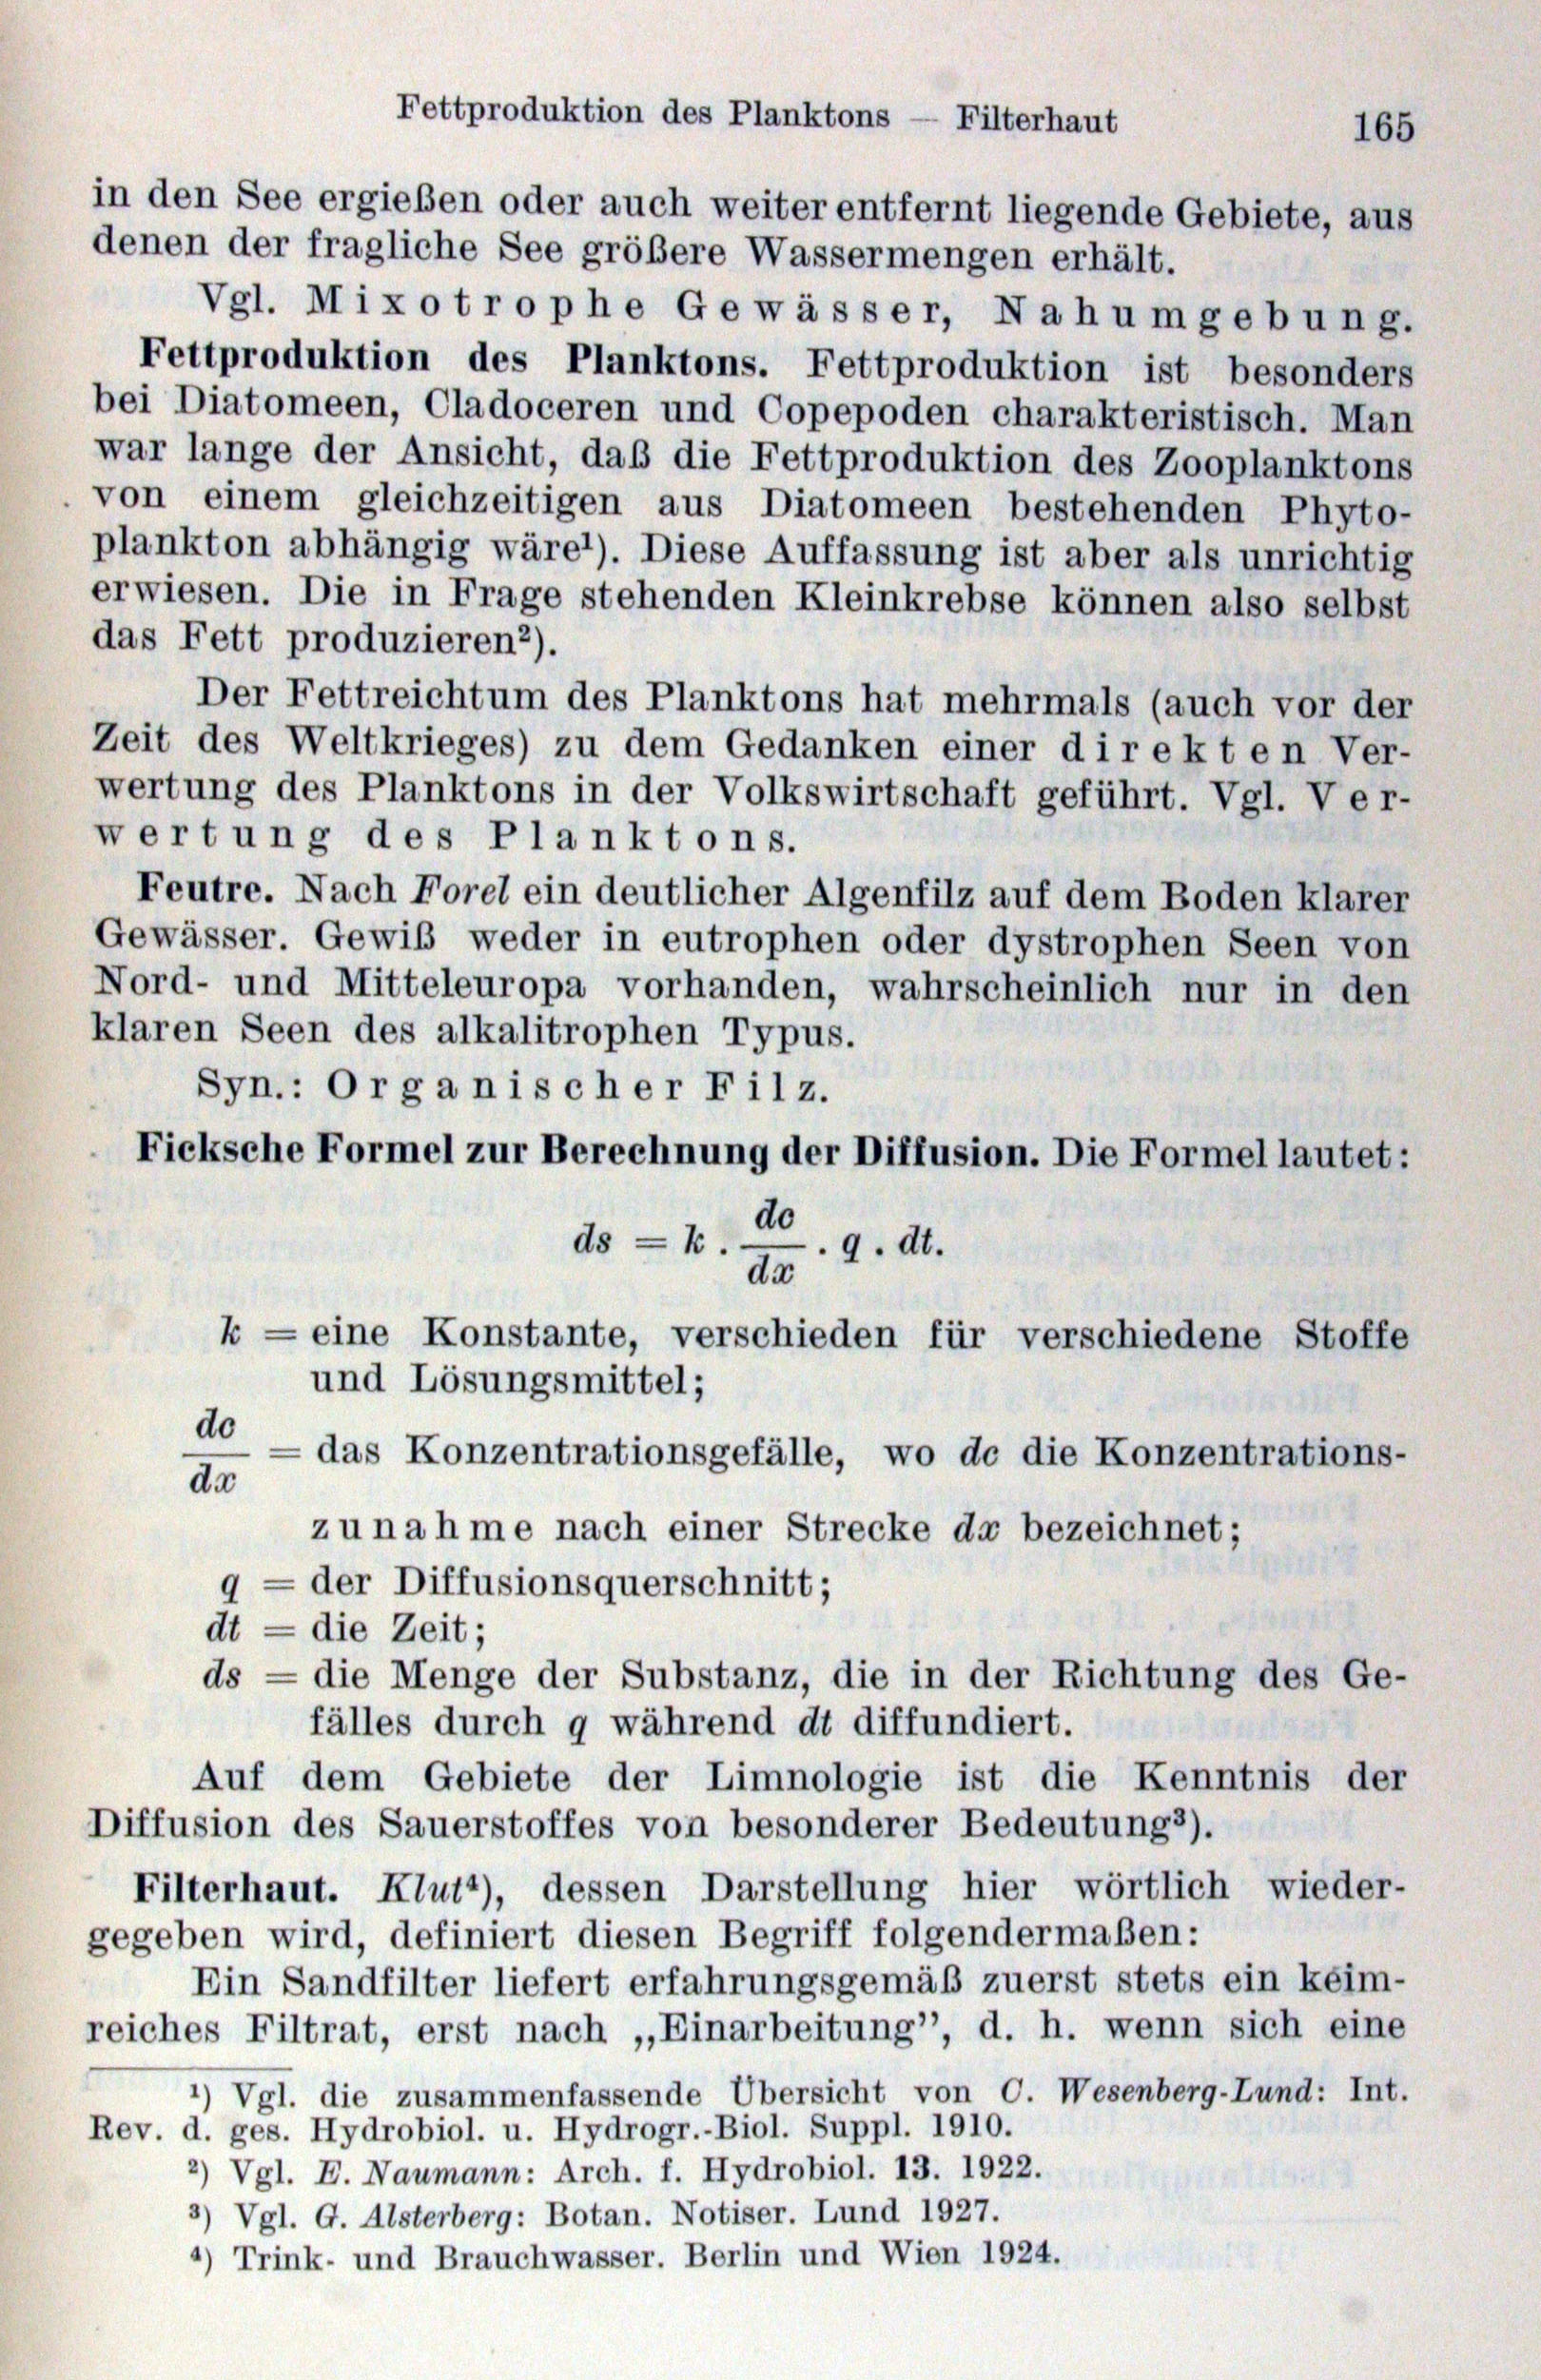 Fettproduktion des Planktons — Filterhaut 165
in den See ergießen oder auch weiter entfernt liegende Gebiete, aus
denen der fragliche See größere Wassermengen erhält.
Vgl. Mixotrophe Gewässer, Nahumgebung.
Fettproduktion des Planktons. Fettproduktion ist besonders
bei Diatomeen, Cladoceren und Copepoden charakteristisch. Man
war lange der Ansicht, daß die Fettproduktion des Zooplanktons
von einem gleichzeitigen aus Diatomeen bestehenden Phyto-
plankton abhängig wäre¹). Diese Auffassung ist aber als unrichtig
erwiesen. Die in Frage stehenden Kleinkrebse können also selbst
das Fett produzieren²).
Der Fettreichtum des Planktons hat mehrmals (auch vor der
Zeit des Weltkrieges) zu dem Gedanken einer direkten Ver-
wertung des Planktons in der Volkswirtschaft geführt. Vgl. Ver-
wertung des Planktons.
Feutre. Nach Forel ein deutlicher Algenfilz auf dem Boden klarer
Gewässer. Gewiß weder in eutrophen oder dystrophen Seen von
Nord- und Mitteleuropa vorhanden, wahrscheinlich nur in den
klaren Seen des alkalitrophen Typus.
Syn.: Organischer Filz.
Ficksche Formel zur Berechnung der Diffusion. Die Formel lautet:
ds = k . dc/dx . q . dt.
k = eine Konstante, verschieden für verschiedene Stoffe
und Lösungsmittel;
dc/dx = das Konzentrationsgefälle, wo dc die Konzentrations-
zunahme nach einer Strecke dx bezeichnet;
q = der Diffusionsquerschnitt;
dt = die Zeit;
ds = die Menge der Substanz, die in der Richtung des Ge-
fälles durch q während dt diffundiert.
Auf dem Gebiete der Limnologie ist die Kenntnis der
Diffusion des Sauerstoffes von besonderer Bedeutung³).
Filterhaut. Klut⁴), dessen Darstellung hier wörtlich wieder-
gegeben wird, definiert diesen Begriff folgendermaßen:
Ein Sandfilter liefert erfahrungsgemäß zuerst stets ein keim-
reiches Filtrat, erst nach „Einarbeitung”, d. h. wenn sich eine
¹) Vgl. die zusammenfassende Übersicht von C. Wesenberg-Lund: Int.
Rev. d. ges. Hydrobiol. u. Hydrogr.-Biol. Suppl. 1910.
²) Vgl. E. Naumann: Arch. f. Hydrobiol. 13. 1922.
³) Vgl. G. Alsterberg: Botan. Notiser. Lund 1927.
⁴) Trink- und Brauchwasser. Berlin und Wien 1924.